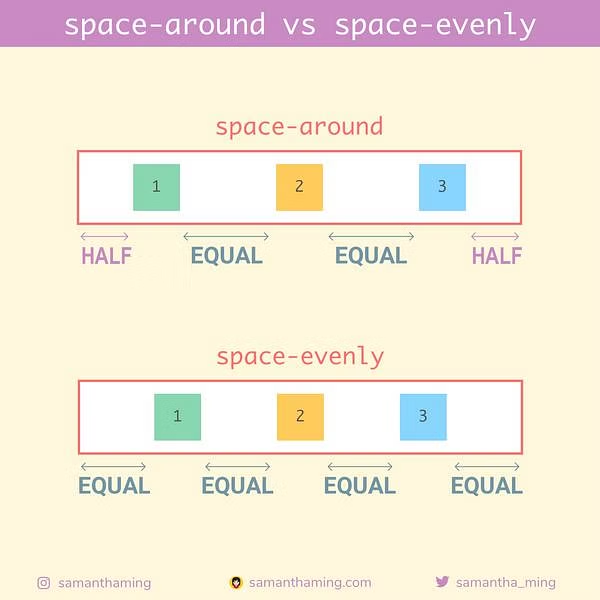 space-around vs space-evenly
space-around
1 2 3
HALF EQUAL EQUAL HALF
space-evenly
1 2 3
EQUAL EQUAL EQUAL EQUAL
samanthaming samanthaming.com samantha_ming